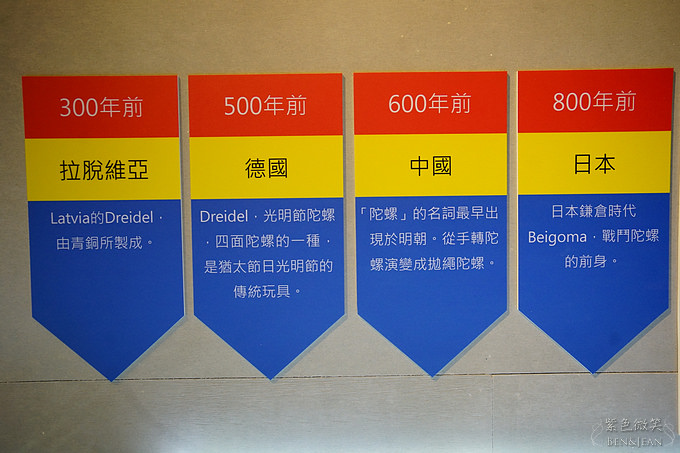 300年前
拉脫維亞
Latvia的Dreidel，
由青銅所製成。
500年前
德國
Dreidel，光明節陀螺
，四面陀螺的一種，
是猶太節日光明節的
傳統玩具。
600年前
中國
「陀螺」的名詞最早出
現於明朝。從手轉陀
螺演變成拋繩陀螺。
800年前
日本
日本鎌倉時代
Beigoma，戰鬥陀螺
的前身。
紫色微笑
BEN&JEAN